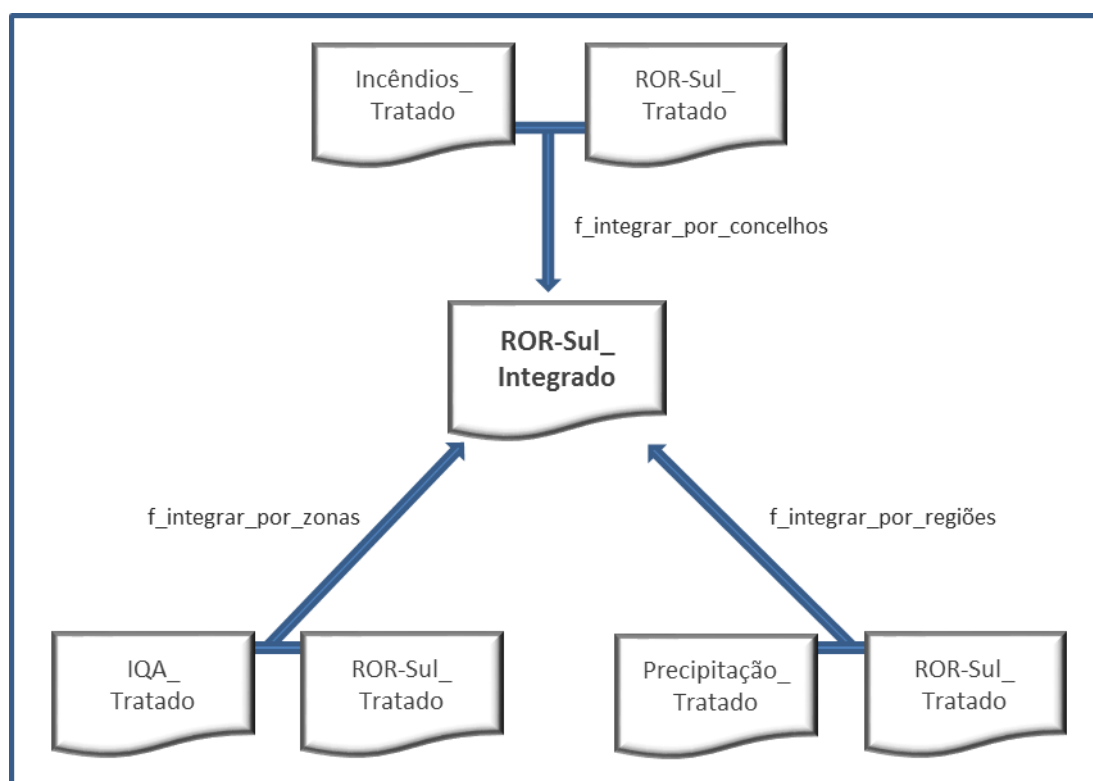 Incêndios_
Tratado
ROR-Sul_
Tratado
f_integrar_por_concelhos
ROR-Sul_
Integrado
f_integrar_por_zonas
f_integrar_por_regiões
IQA_
Tratado
ROR-Sul_
Tratado
Precipitação_
Tratado
ROR-Sul_
Tratado